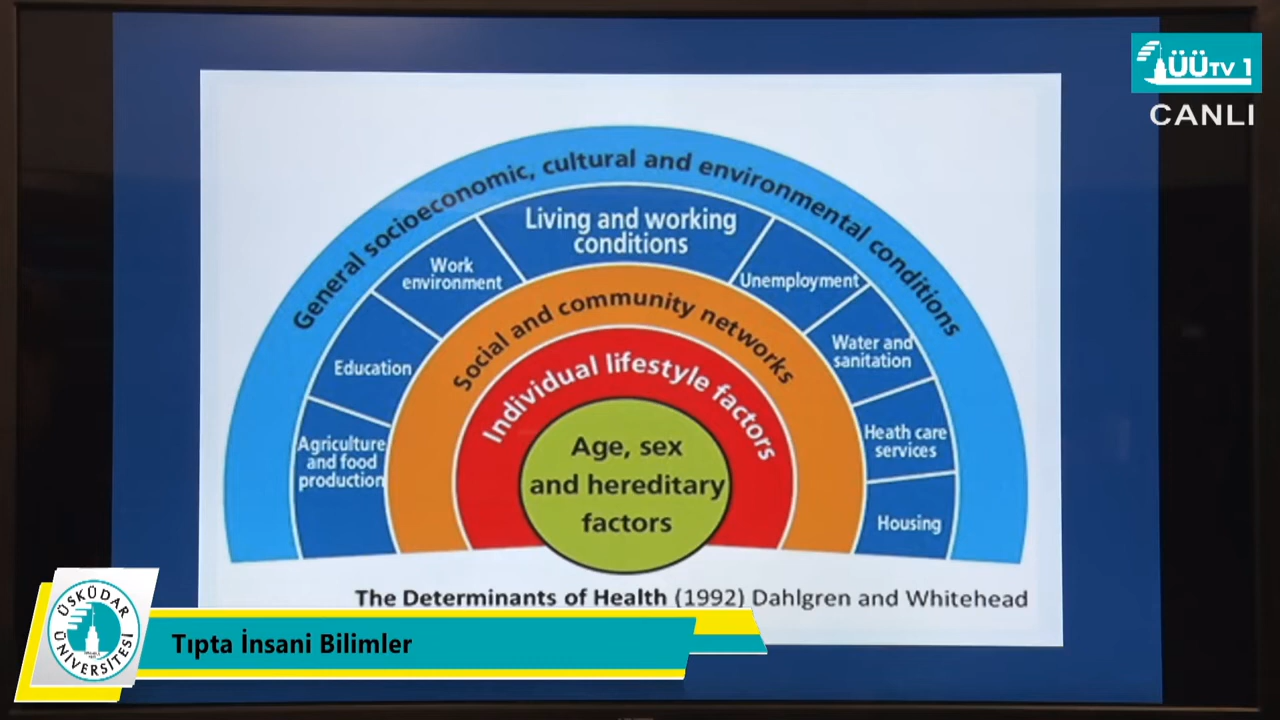 ÜÜTV 1
CANLI
General socioeconomic, cultural and environmental conditions
Living and working
conditions
Work
environment
Unemployment
Education
Water and
sanitation
Agriculture
and food
production
Heath care
services
Housing
Social and community networks
Individual lifestyle factors
Age, sex
and hereditary
factors
The Determinants of Health (1992) Dahlgren and Whitehead
ÜSKÜDAR
ÜNİVERSİTESİ
Tıpta İnsani Bilimler